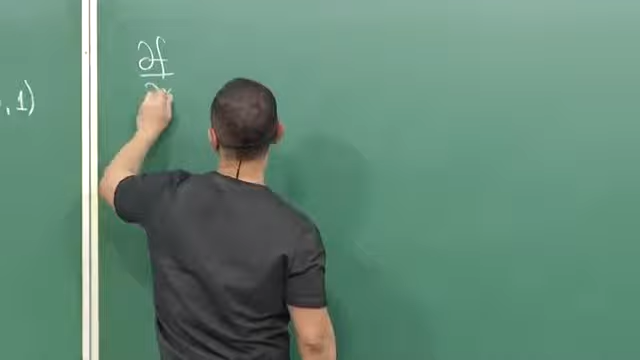 , 1)
∂f
∂x